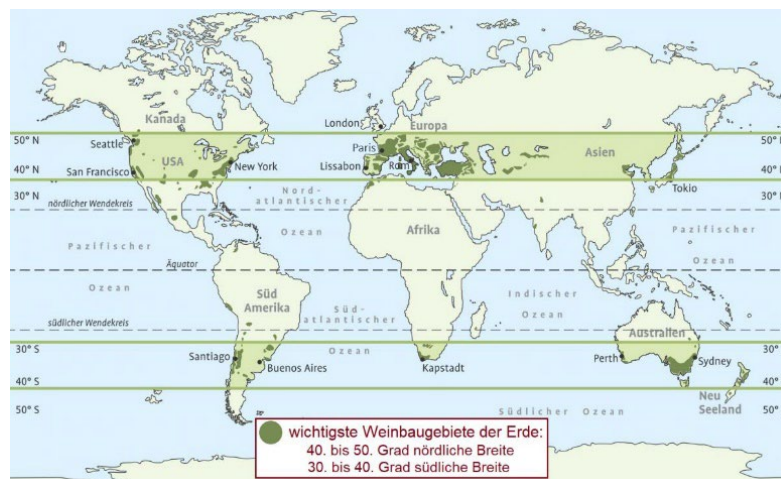 Kanada
London
Europa
50° N
Seattle
Paris
Asien
USA
40° N
New York
Lissabon
Rom
San Francisco
30° N
Tokio
Nord-
atlantischer
Ozean
nördlicher Wendekreis
Pazifischer
Ozean
Afrika
Pazifischer
Ozean
Äquator
Süd
Amerika
Süd-
atlantischer
Ozean
Indischer
Ozean
südlicher Wendekreis
Australien
30° S
Santiago
Buenos Aires
Kapstadt
Perth
Sydney
30° S
40° S
40° S
50° S
Neu
Seeland
50° S
Südlicher Ozean
wichtigste Weinbaugebiete der Erde:
40. bis 50. Grad nördliche Breite
30. bis 40. Grad südliche Breite